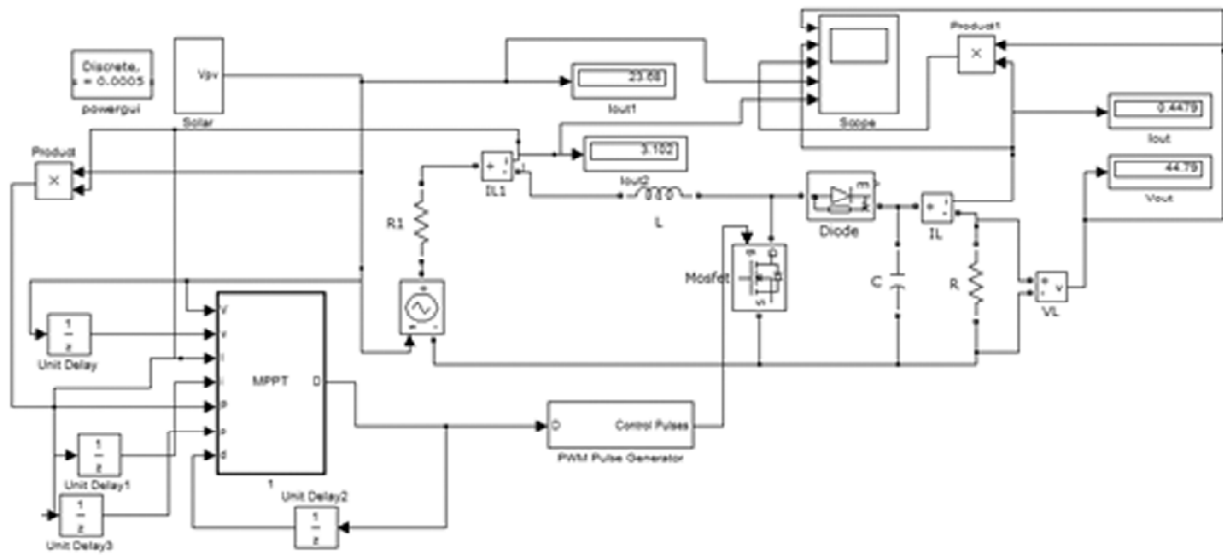 Discrete,
= 0.0005
powergui
Vpv
Solar
23.68
Iout1
Product1
×
Scope
0.4479
Iout
44.79
Vout
3.102
Iout2
Product
×
IL1
R1
L
m
Diode
IL
Mosfet
g
D
S
C
R
v
VL
1
z
Unit Delay
V
v
I
i
P
p
d
MPPT
D
1
1
z
Unit Delay1
1
z
Unit Delay3
Unit Delay2
1
z
D
Control Pulses
PWM Pulse Generator